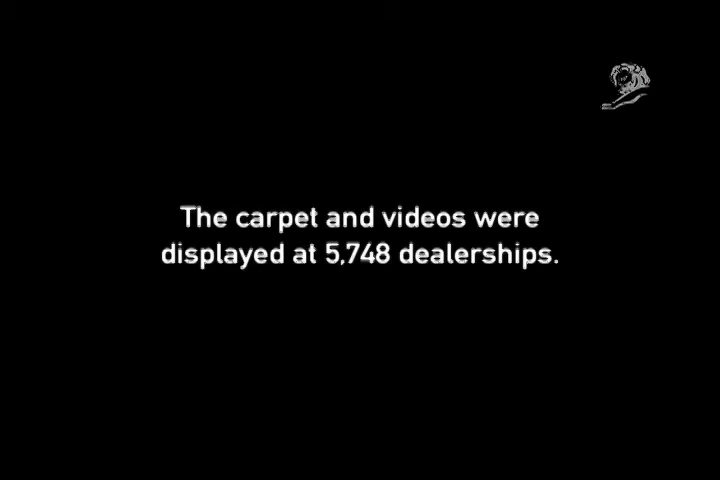 The carpet and videos were
displayed at 5,748 dealerships.